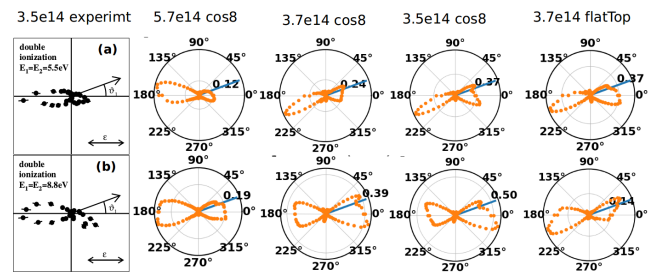 3.5e14 experimt 5.7e14 cos8 3.7e14 cos8 3.5e14 cos8 3.7e14 flatTop
double
ionization
E₁=E₂=5.5eV
(a)
ϑ₁
ε
90° 45° 0.12 0° 315° 270° 225° 180° 135°
90° 45° 0.24 0° 315° 270° 225° 180° 135°
90° 45° 0.37 0° 315° 270° 225° 180° 135°
90° 45° 0.37 0° 315° 270° 225° 180° 135°
double
ionization
E₁=E₂=8.8eV
(b)
ϑ₁
ε
90° 45° 0.19 0° 315° 270° 225° 180° 135°
90° 45° 0.39 0° 315° 270° 225° 180° 135°
90° 45° 0.50 0° 315° 270° 225° 180° 135°
90° 45° 0.14 0° 315° 270° 225° 180° 135°